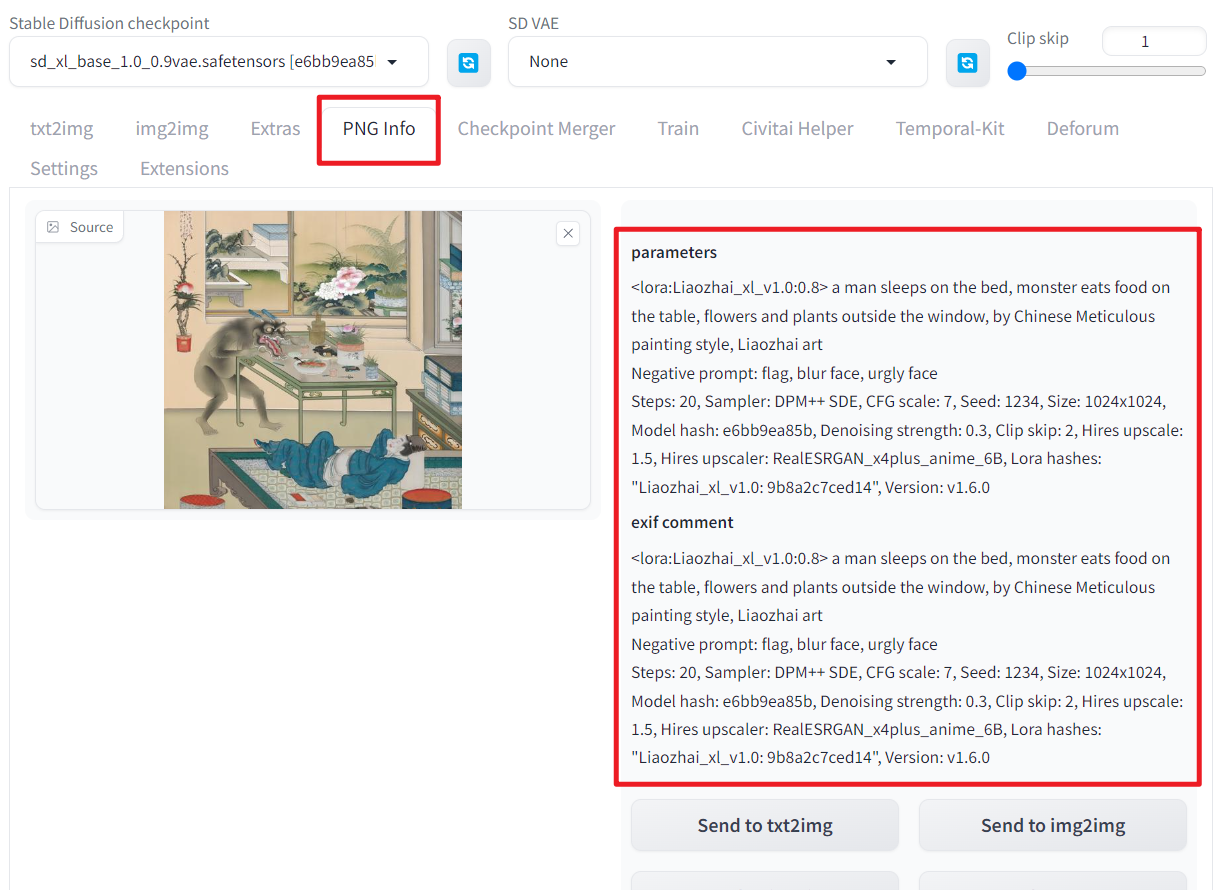 Stable Diffusion checkpoint
SD VAE
Clip skip
1
sd_xl_base_1.0_0.9vae.safetensors [e6bb9ea85
None
txt2img
img2img
Extras
PNG Info
Checkpoint Merger
Train
Civitai Helper
Temporal-Kit
Deforum
Settings
Extensions
Source
parameters
<lora:Liaozhai_xl_v1.0:0.8> a man sleeps on the bed, monster eats food on
the table, flowers and plants outside the window, by Chinese Meticulous
painting style, Liaozhai art
Negative prompt: flag, blur face, urgly face
Steps: 20, Sampler: DPM++ SDE, CFG scale: 7, Seed: 1234, Size: 1024x1024,
Model hash: e6bb9ea85b, Denoising strength: 0.3, Clip skip: 2, Hires upscale:
1.5, Hires upscaler: RealESRGAN_x4plus_anime_6B, Lora hashes:
"Liaozhai_xl_v1.0: 9b8a2c7ced14", Version: v1.6.0
exif comment
<lora:Liaozhai_xl_v1.0:0.8> a man sleeps on the bed, monster eats food on
the table, flowers and plants outside the window, by Chinese Meticulous
painting style, Liaozhai art
Negative prompt: flag, blur face, urgly face
Steps: 20, Sampler: DPM++ SDE, CFG scale: 7, Seed: 1234, Size: 1024x1024,
Model hash: e6bb9ea85b, Denoising strength: 0.3, Clip skip: 2, Hires upscale:
1.5, Hires upscaler: RealESRGAN_x4plus_anime_6B, Lora hashes:
"Liaozhai_xl_v1.0: 9b8a2c7ced14", Version: v1.6.0
Send to txt2img
Send to img2img